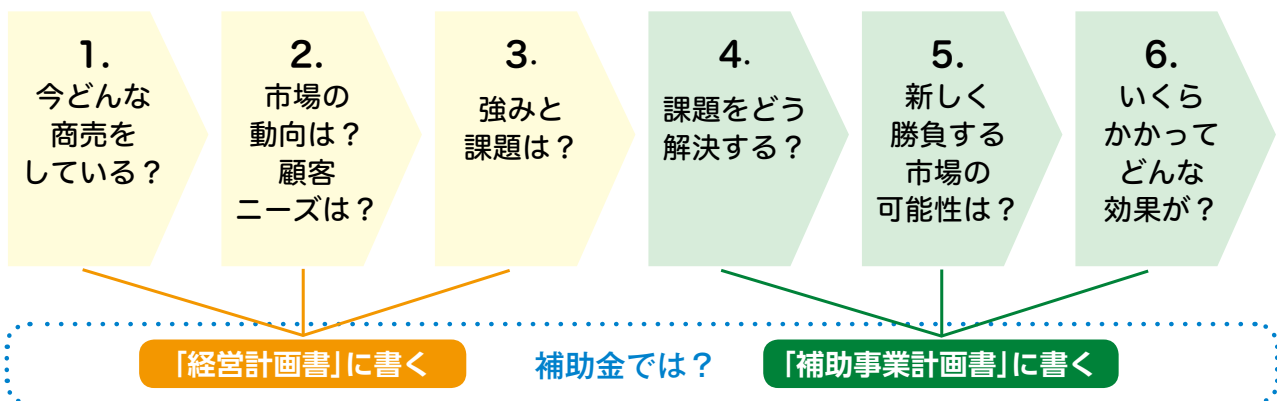 1.
今どんな
商売を
している？
2.
市場の
動向は？
顧客
ニーズは？
3.
強みと
課題は？
4.
課題をどう
解決する？
5.
新しく
勝負する
市場の
可能性は？
6.
いくら
かかって
どんな
効果が？
「経営計画書」に書く
補助金では？
「補助事業計画書」に書く